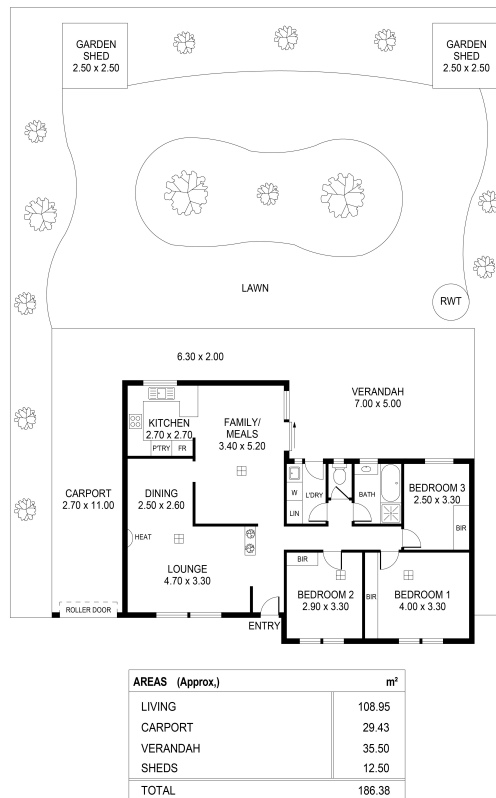 GARDEN
SHED
2.50 x 2.50
GARDEN
SHED
2.50 x 2.50
LAWN
RWT
6.30 x 2.00
VERANDAH
7.00 x 5.00
KITCHEN
2.70 x 2.70
P'TRY FR
FAMILY/
MEALS
3.40 x 5.20
CARPORT
2.70 x 11.00
DINING
2.50 x 2.60
W
LIN
L'DRY
BATH
BEDROOM 3
2.50 x 3.30
BIR
HEAT
LOUNGE
4.70 x 3.30
BIR
BEDROOM 2
2.90 x 3.30
BIR
BEDROOM 1
4.00 x 3.30
ROLLER DOOR
ENTRY
AREAS (Approx,) m²
LIVING 108.95
CARPORT 29.43
VERANDAH 35.50
SHEDS 12.50
TOTAL 186.38